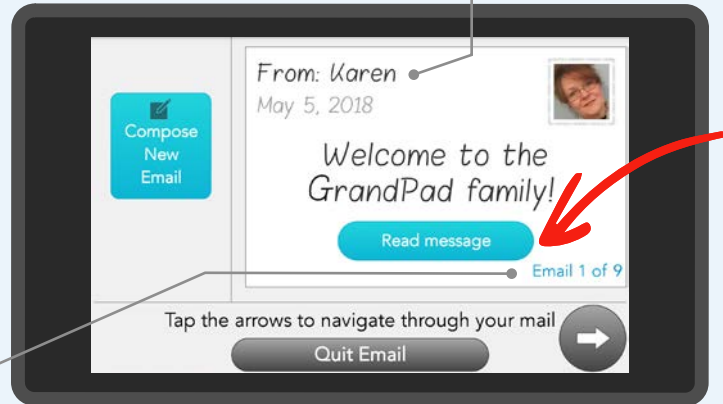 From: Karen
May 5, 2018
Compose
New
Email
Welcome to the
GrandPad family!
Read message
Email 1 of 9
Tap the arrows to navigate through your mail
Quit Email